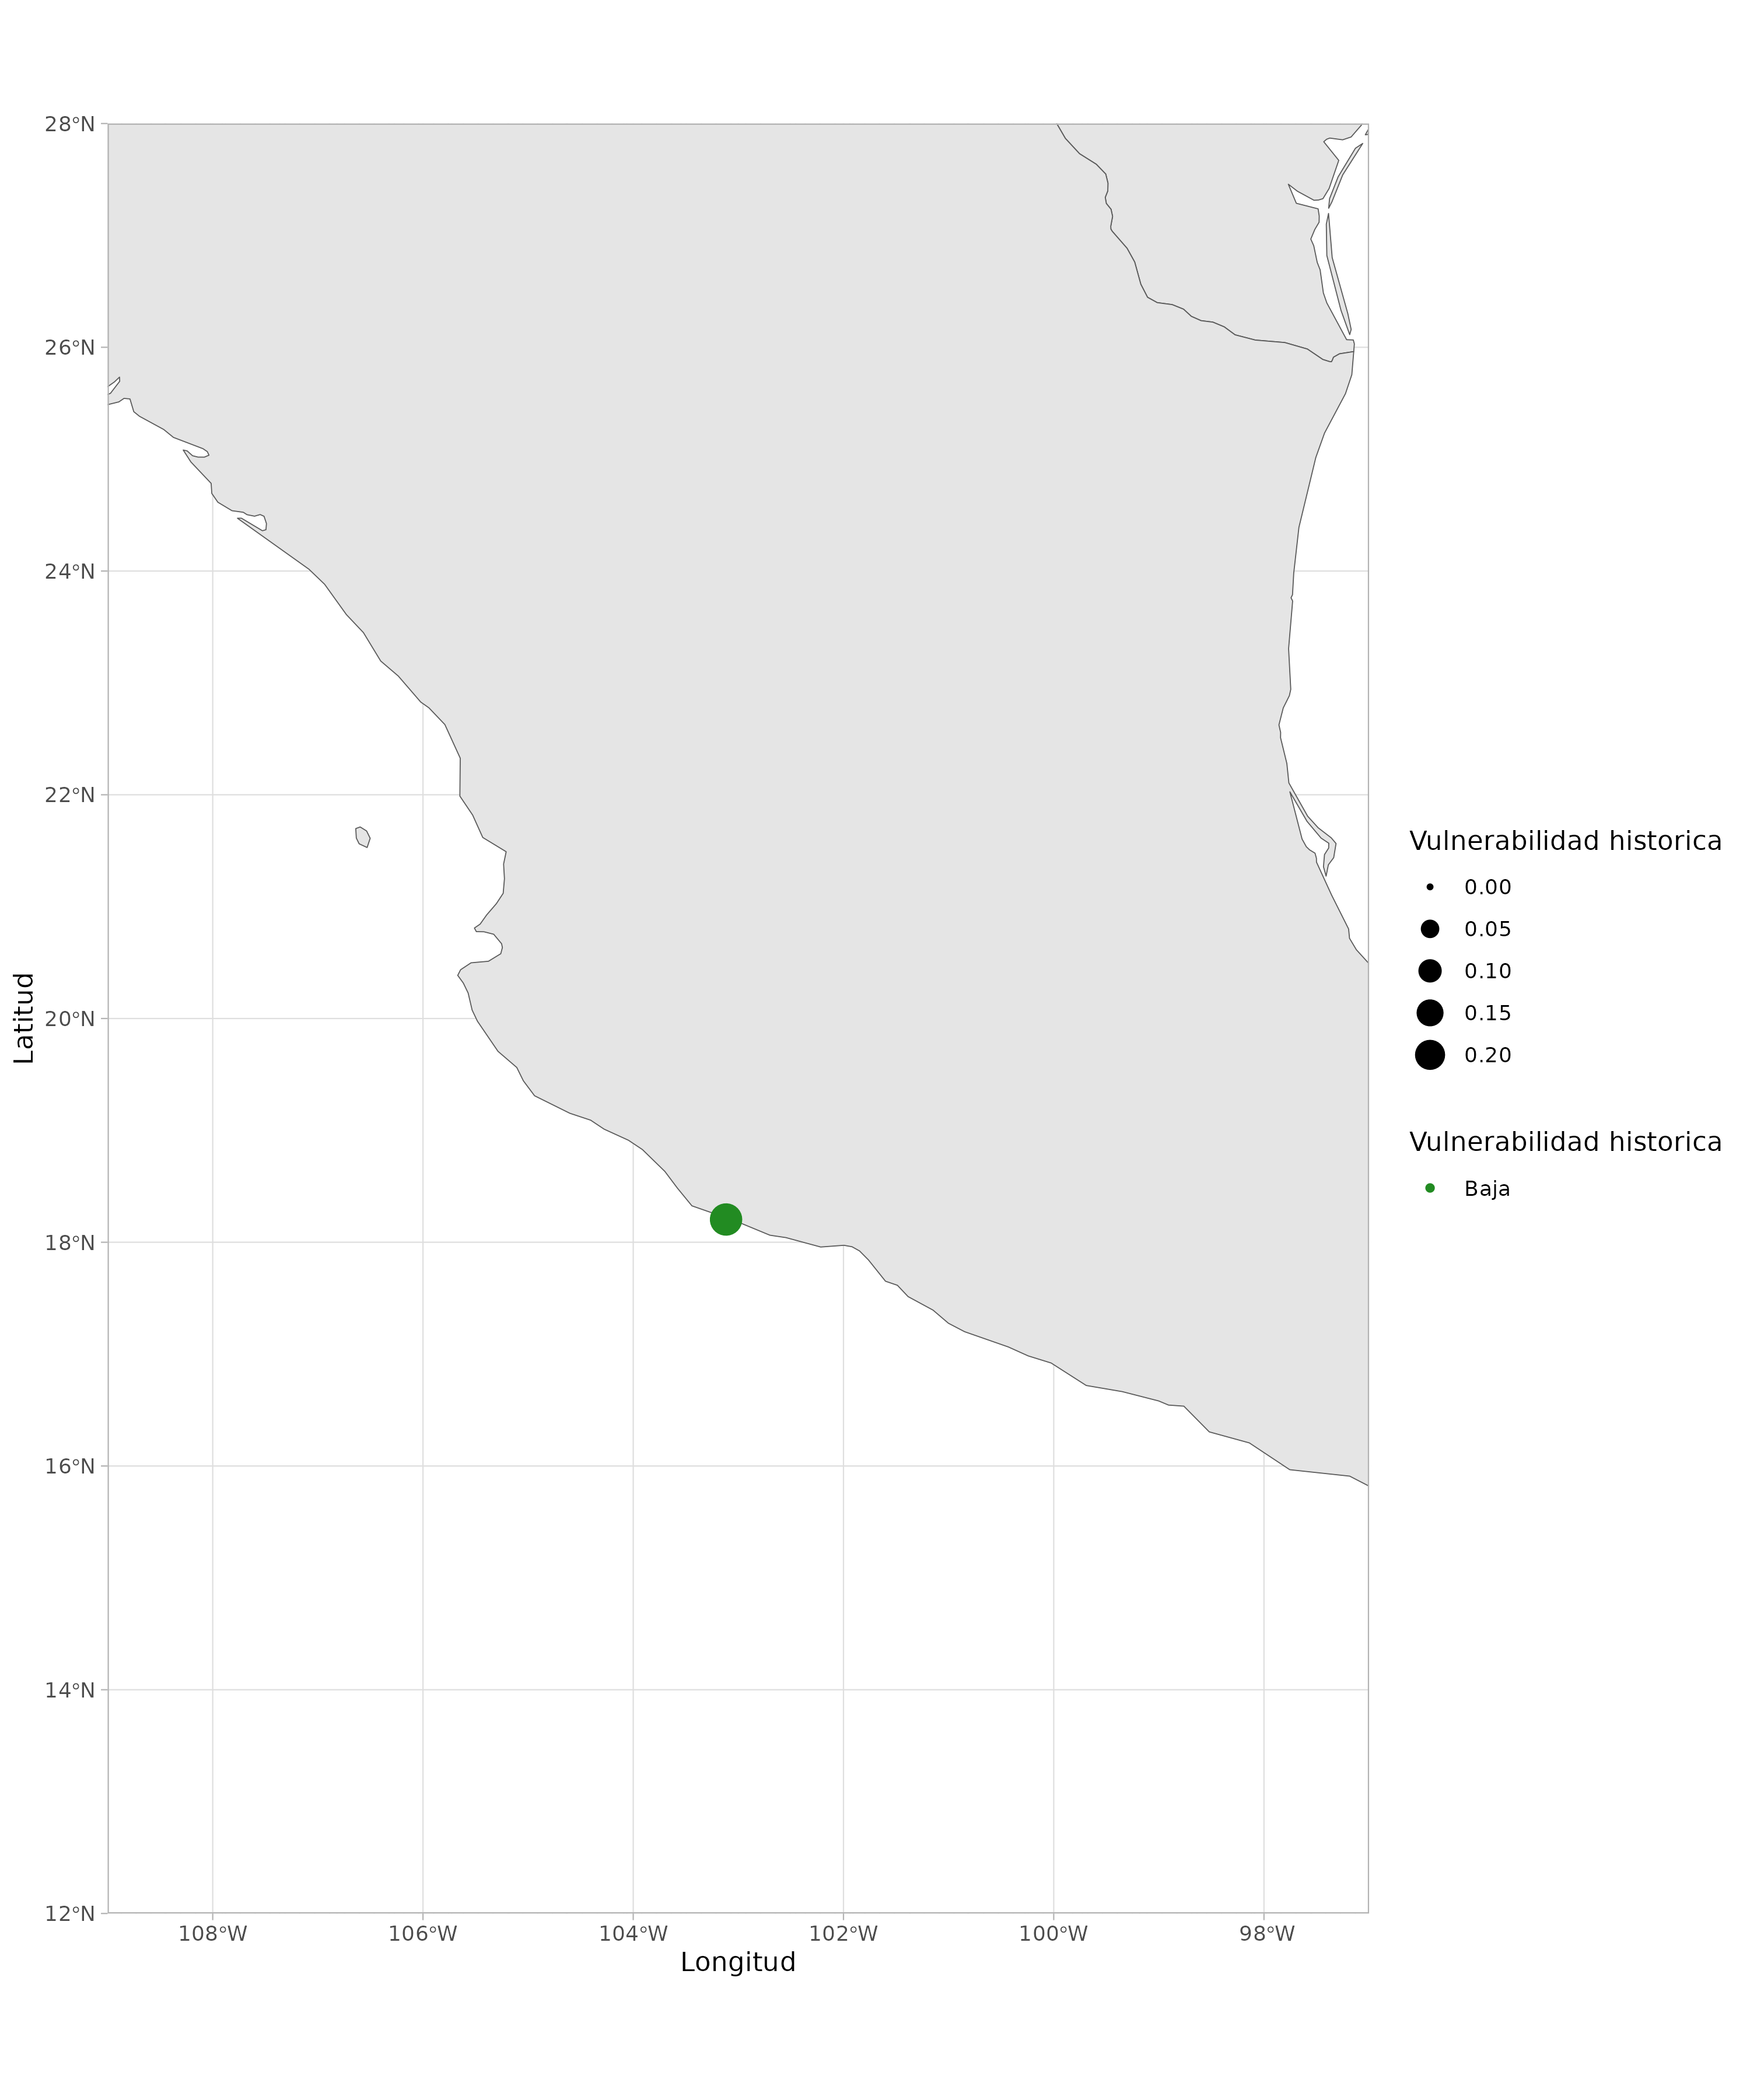 28°N
26°N
24°N
22°N
20°N
18°N
16°N
14°N
12°N
Latitud
108°W 106°W 104°W 102°W 100°W 98°W
Longitud
Vulnerabilidad historica
0.00
0.05
0.10
0.15
0.20
Vulnerabilidad historica
Baja